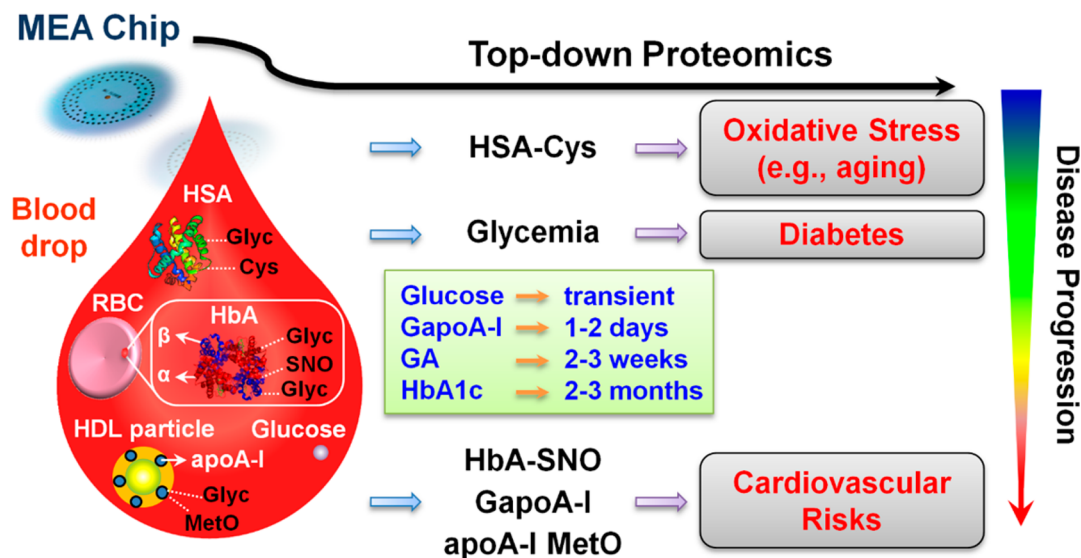 MEA Chip
Top-down Proteomics
Blood
drop
HSA
Glyc
Cys
RBC
HbA
β
α
Glyc
SNO
Glyc
HDL particle
Glucose
apoA-I
Glyc
MetO
HSA-Cys
Oxidative Stress
(e.g., aging)
Glycemia
Diabetes
Glucose transient
GapoA-I 1-2 days
GA 2-3 weeks
HbA1c 2-3 months
HbA-SNO
GapoA-I
apoA-I MetO
Cardiovascular
Risks
Disease Progression